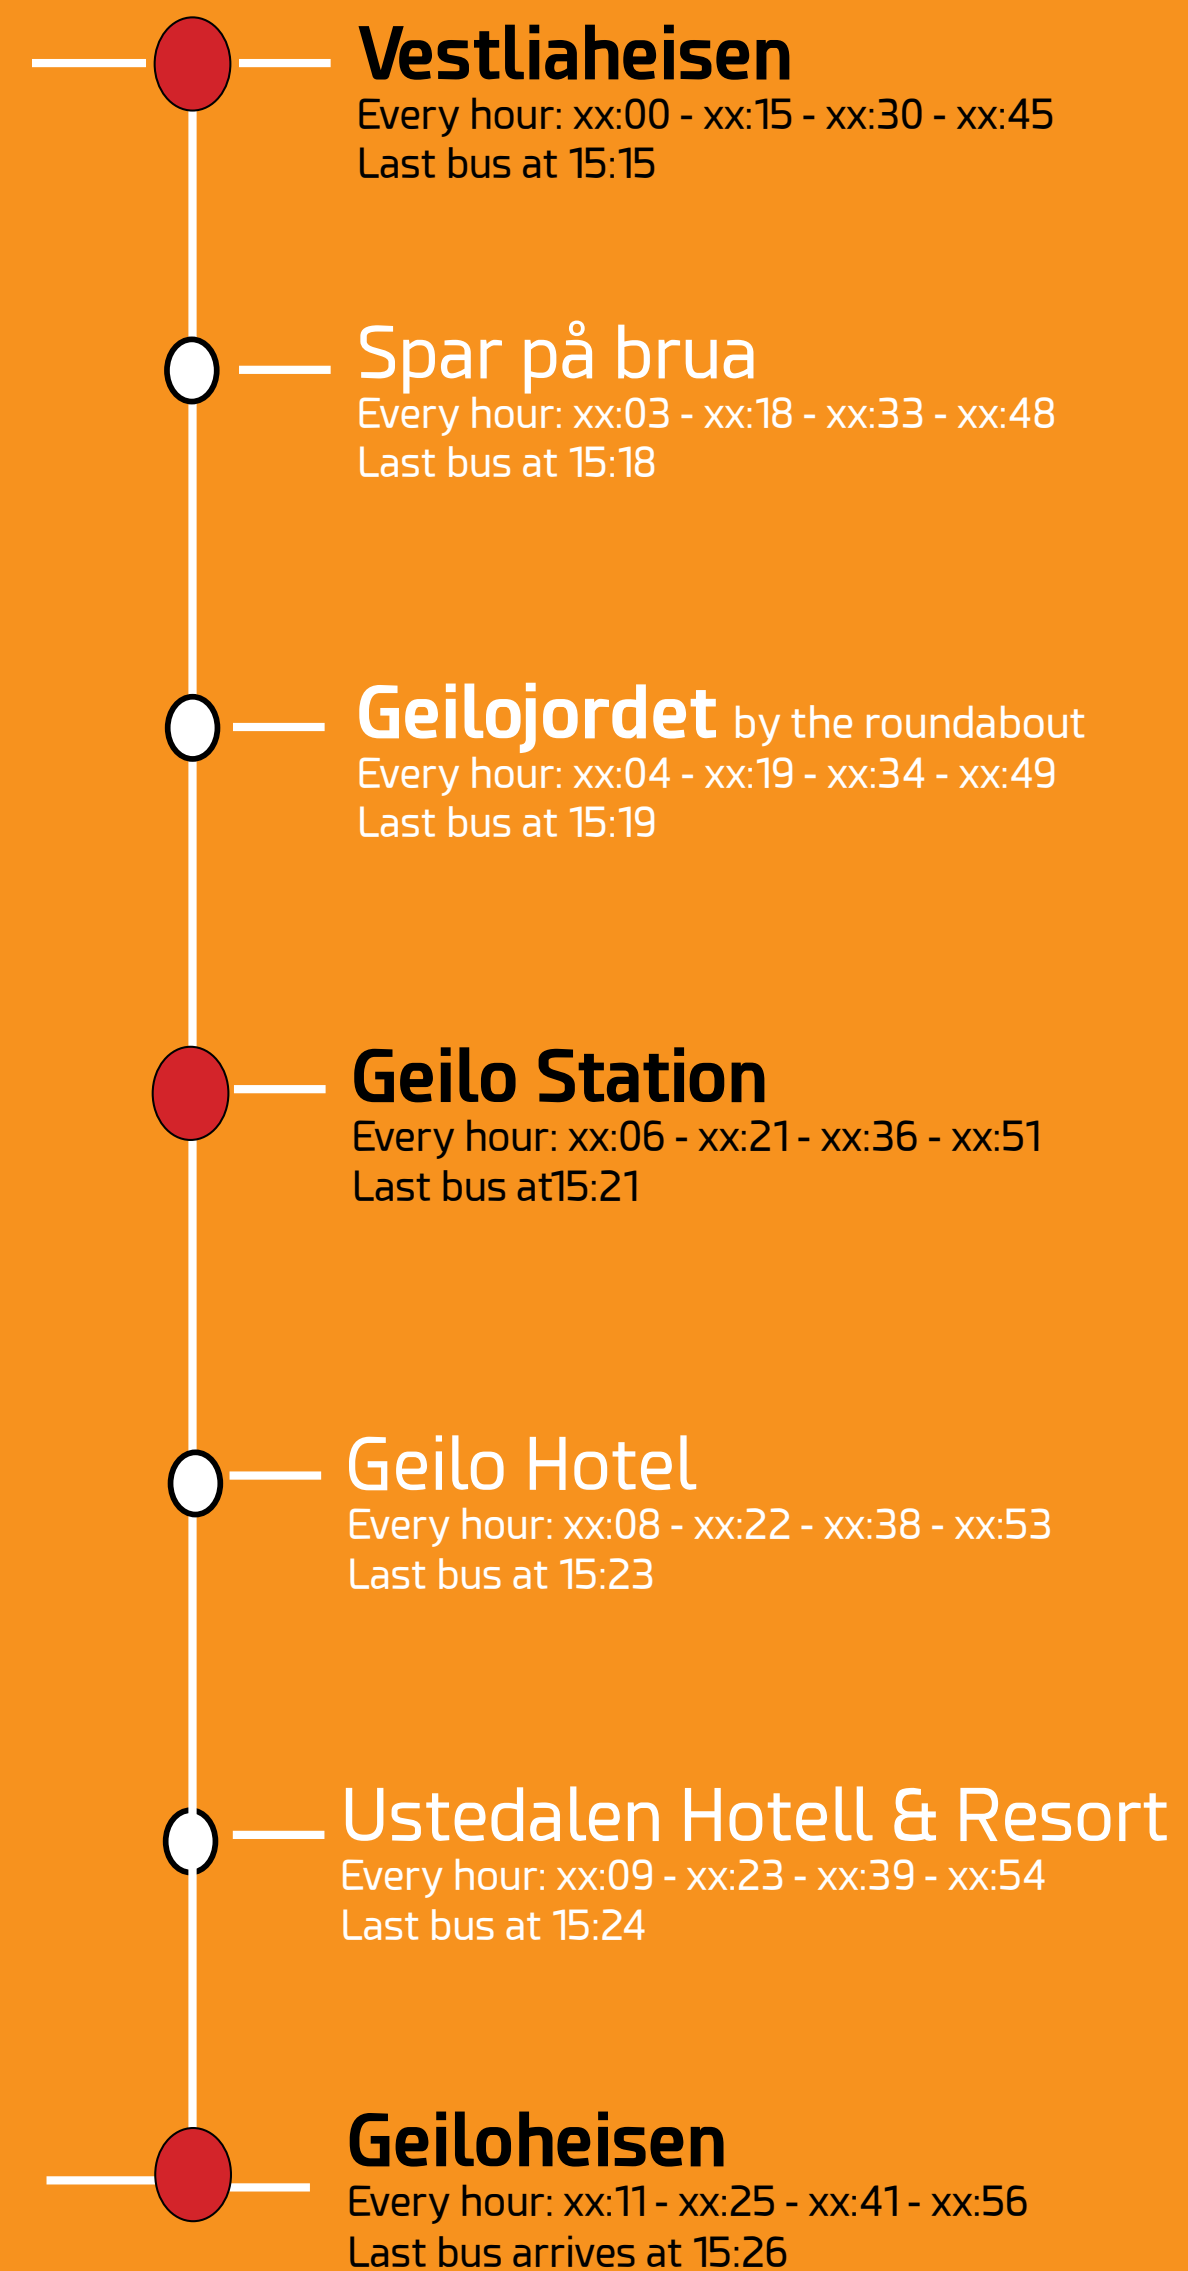 Vestliaheisen
Every hour: xx:00 - xx:15 - xx:30 - xx:45
Last bus at 15:15
Spar på brua
Every hour: xx:03 - xx:18 - xx:33 - xx:48
Last bus at 15:18
Geilojordet by the roundabout
Every hour: xx:04 - xx:19 - xx:34 - xx:49
Last bus at 15:19
Geilo Station
Every hour: xx:06 - xx:21 - xx:36 - xx:51
Last bus at15:21
Geilo Hotel
Every hour: xx:08 - xx:22 - xx:38 - xx:53
Last bus at 15:23
Ustedalen Hotell & Resort
Every hour: xx:09 - xx:23 - xx:39 - xx:54
Last bus at 15:24
Geiloheisen
Every hour: xx:11 - xx:25 - xx:41 - xx:56
Last bus arrives at 15:26